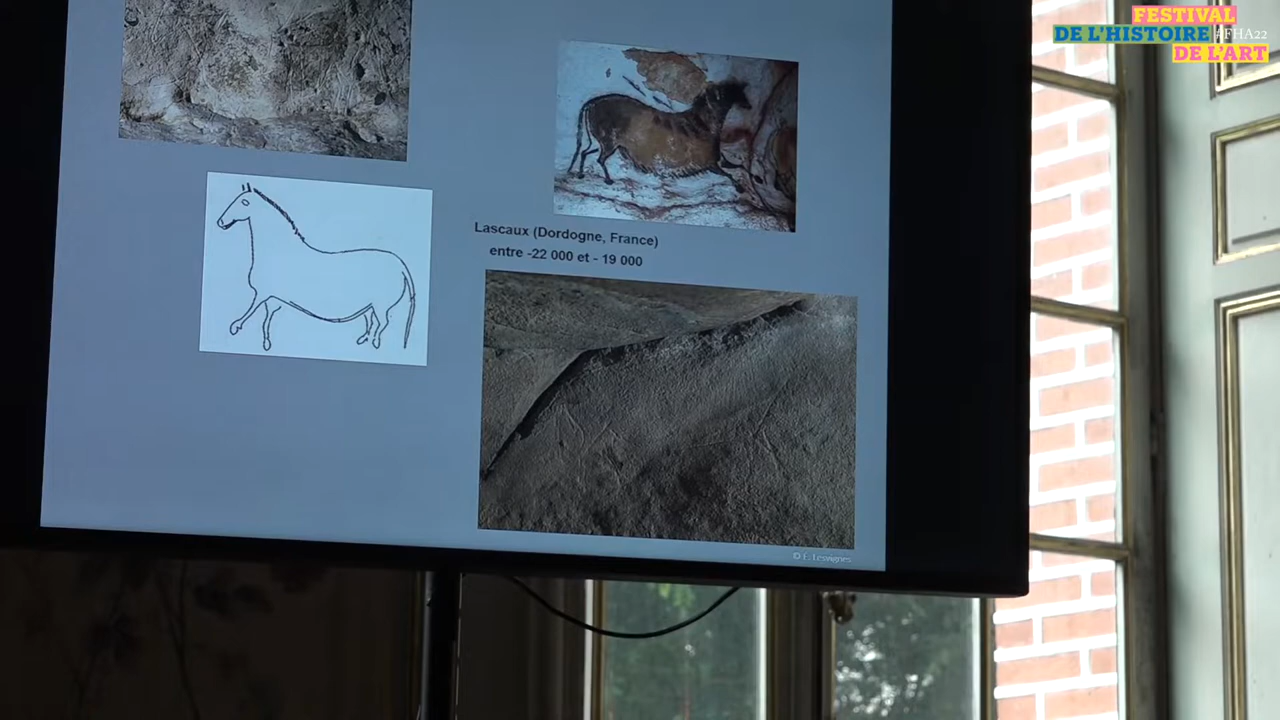 FESTIVAL
DE L'HISTOIRE #FHA22
DE L'ART
Lascaux (Dordogne, France)
entre -22 000 et - 19 000